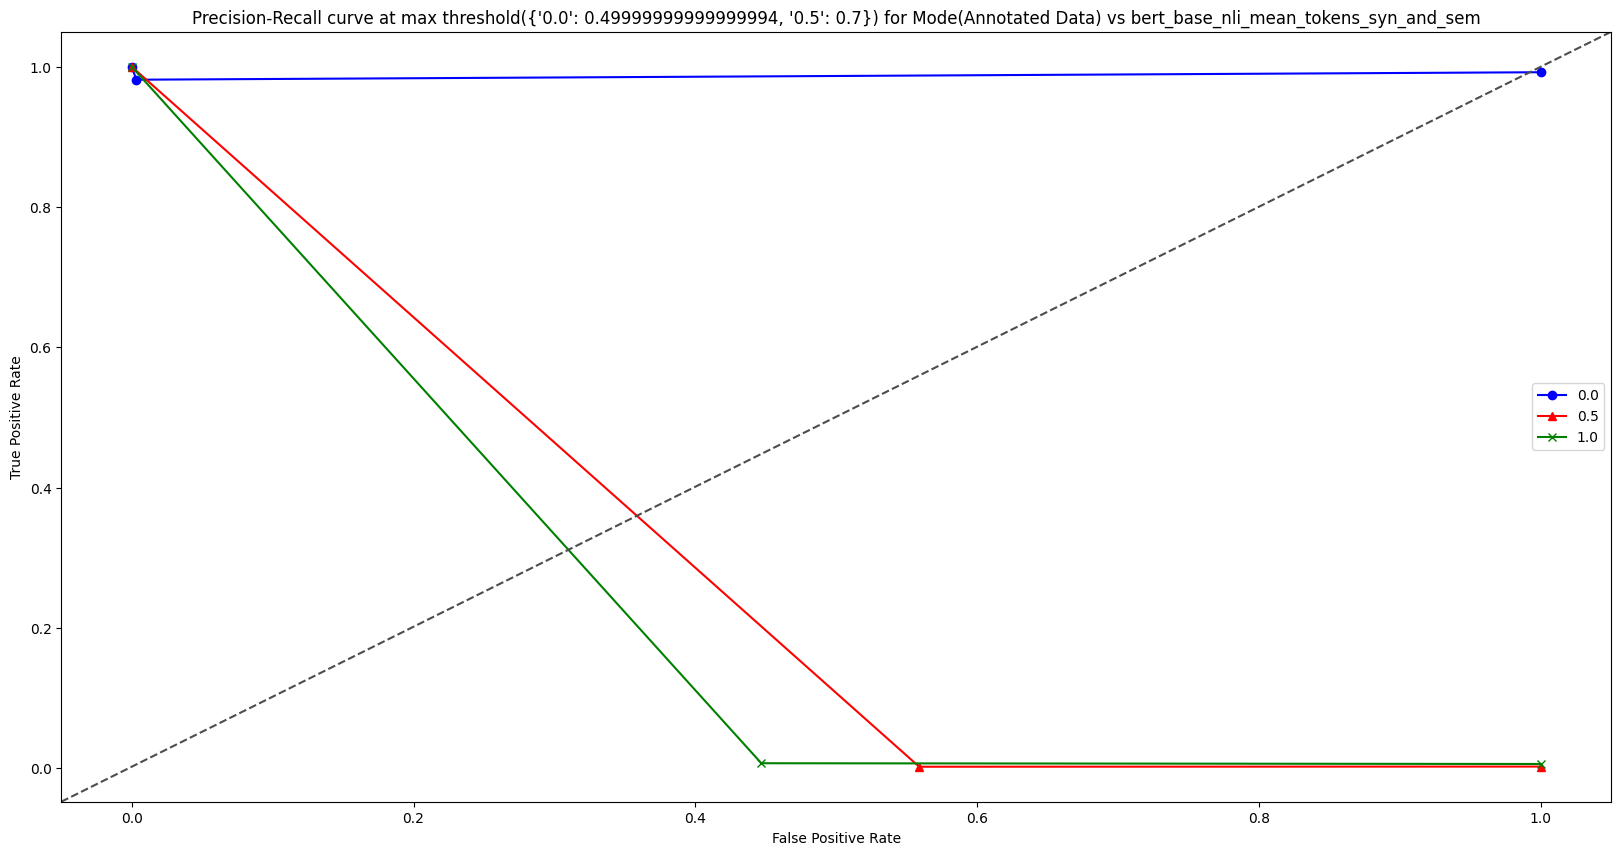 Precision-Recall curve at max threshold({'0.0': 0.49999999999999994, '0.5': 0.7}) for Mode(Annotated Data) vs bert_base_nli_mean_tokens_syn_and_sem
True Positive Rate
1.0
0.8
0.6
0.4
0.2
0.0
0.0
0.5
1.0
0.0 0.2 0.4 0.6 0.8 1.0
False Positive Rate